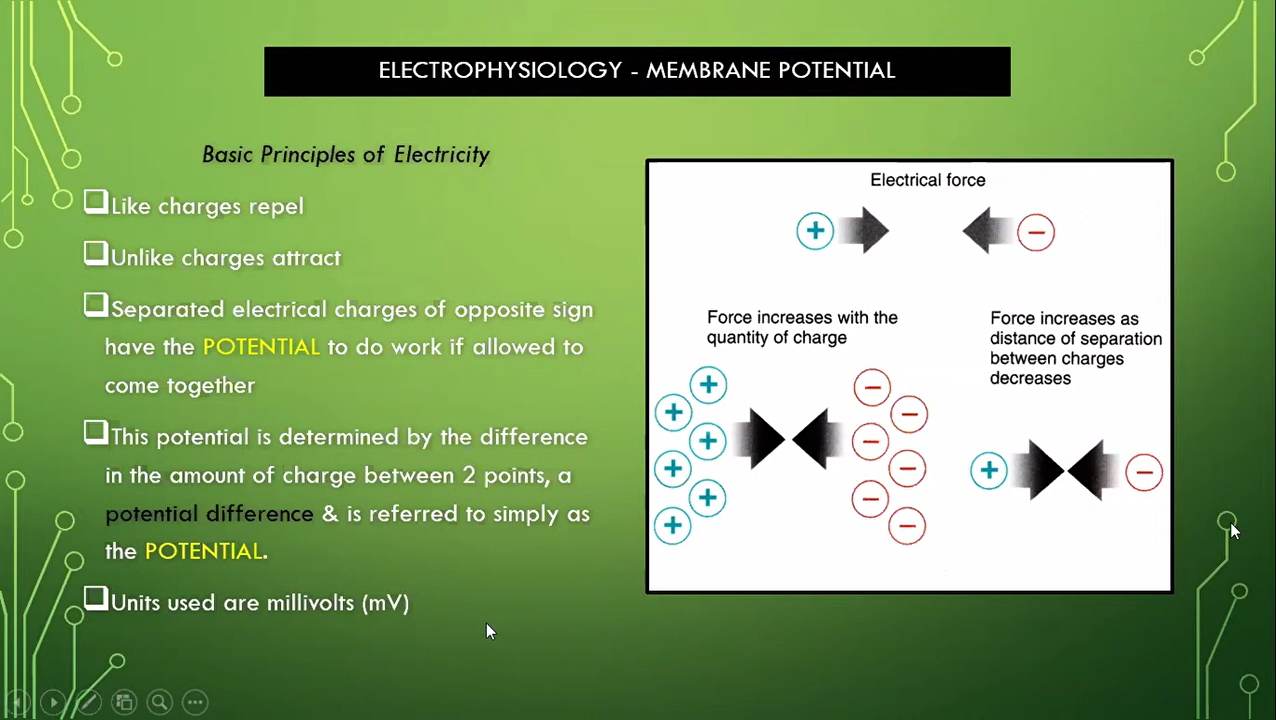 ELECTROPHYSIOLOGY - MEMBRANE POTENTIAL
Basic Principles of Electricity
Like charges repel
Unlike charges attract
Separated electrical charges of opposite sign
have the POTENTIAL to do work if allowed to
come together
This potential is determined by the difference
in the amount of charge between 2 points, a
potential difference & is referred to simply as
the POTENTIAL.
Units used are millivolts (mV)
Electrical force
Force increases with the
quantity of charge
Force increases as
distance of separation
between charges
decreases